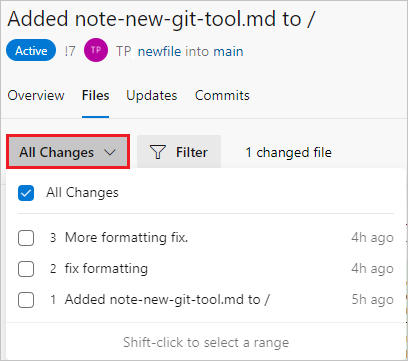 Added note-new-git-tool.md to /
Active !7 TP TP newfile into main
Overview Files Updates Commits
All Changes Filter 1 changed file
All Changes
3 More formatting fix. 4h ago
2 fix formatting 4h ago
1 Added note-new-git-tool.md to / 5h ago
Shift-click to select a range